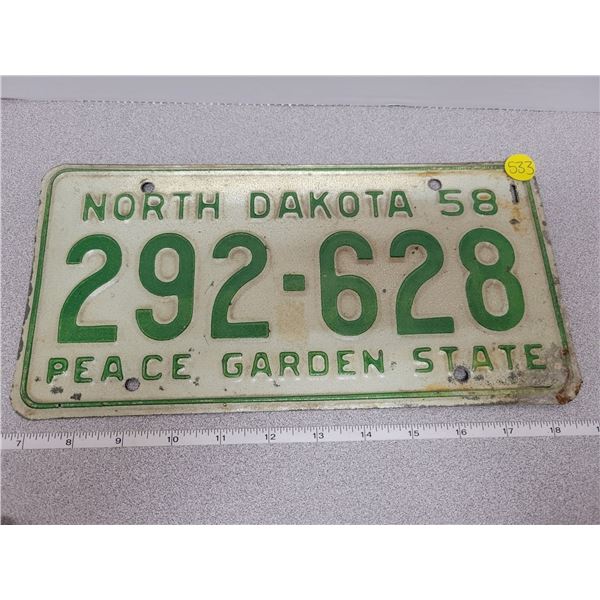 533
NORTH DAKOTA 58
292-628
PEACE GARDEN STATE
7 8 9 10 11 12 13 14 15 16 17 18